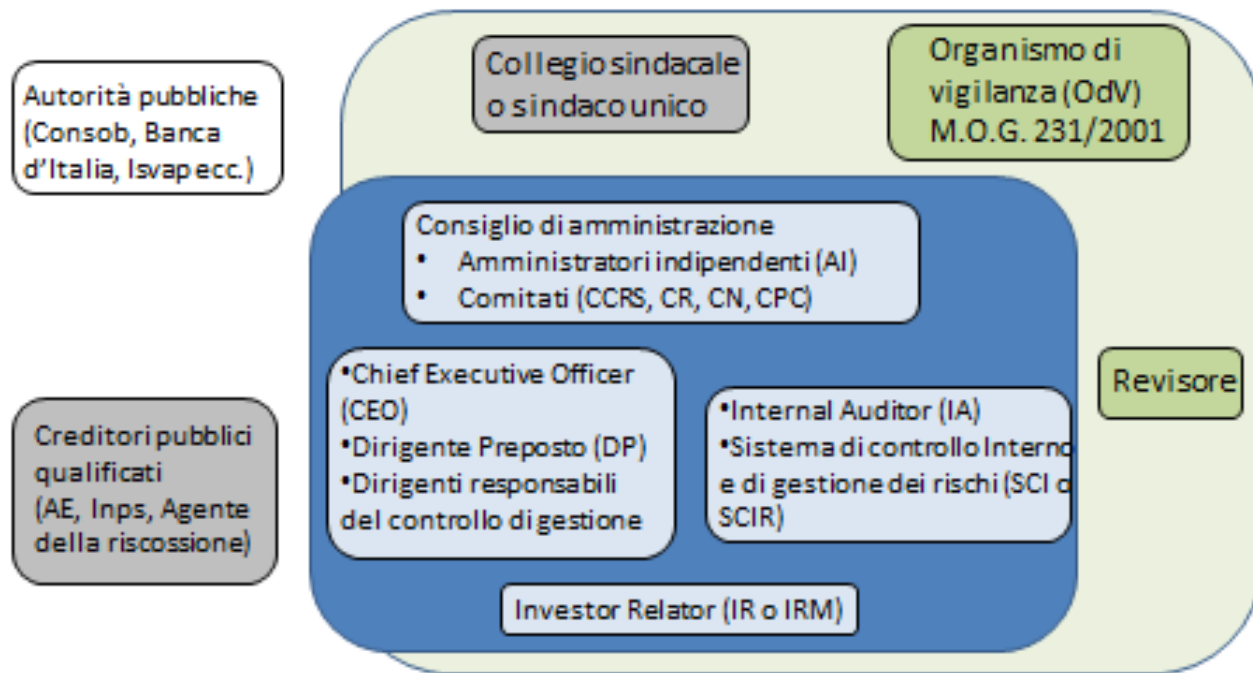 Collegio sindacale
o sindaco unico
Organismo di
vigilanza (OdV)
M.O.G. 231/2001
Autorità pubbliche
(Consob, Banca
d'Italia, Isvap ecc.)
Consiglio di amministrazione
• Amministratori indipendenti (AI)
• Comitati (CCRS, CR, CN, CPC)
•Chief Executive Officer
(CEO)
•Dirigente Preposto (DP)
•Dirigenti responsabili
del controllo di gestione
•Internal Auditor (IA)
•Sistema di controllo Interno
e di gestione dei rischi (SCI o
SCIR)
Revisore
Creditori pubblici
qualificati
(AE, Inps, Agente
della riscossione)
Investor Relator (IR o IRM)